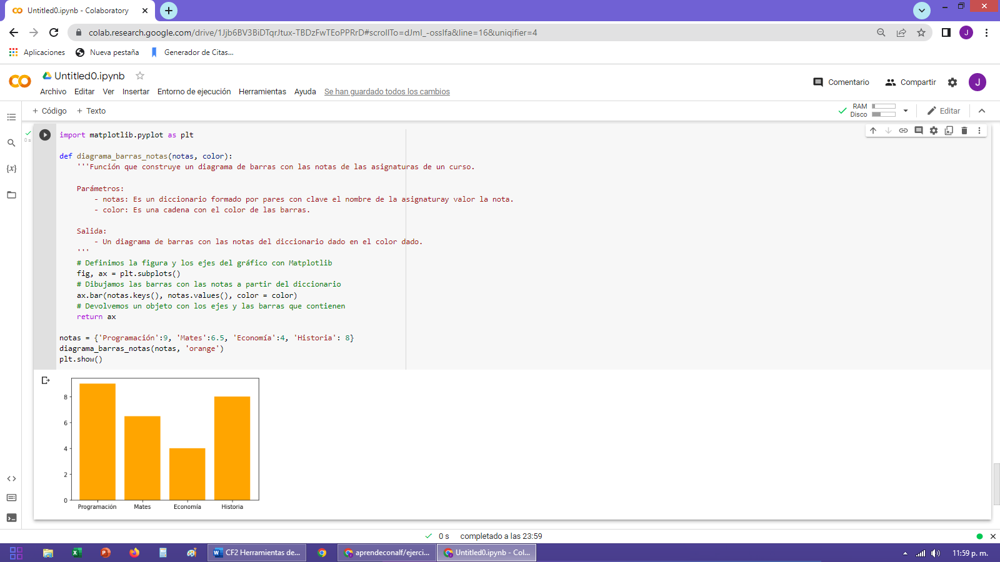 Untitled0.ipynb - Colaboratory
colab.research.google.com/drive/1Jjb6BV3BiDTqrJtux-TBDzFwTEoPPRrD#scrollTo=dJmI_-osslfa&line=16&uniqifier=4
J
Aplicaciones Nueva pestaña Generador de Citas...
Untitled0.ipynb
Comentario Compartir J
Archivo Editar Ver Insertar Entorno de ejecución Herramientas Ayuda Se han guardado todos los cambios
+ Código + Texto RAM Disco Editar
0 s
import matplotlib.pyplot as plt
def diagrama_barras_notas(notas, color):
'''Función que construye un diagrama de barras con las notas de las asignaturas de un curso.
Parámetros:
- notas: Es un diccionario formado por pares con clave el nombre de la asignaturay valor la nota.
- color: Es una cadena con el color de las barras.
Salida:
- Un diagrama de barras con las notas del diccionario dado en el color dado.
'''
# Definimos la figura y los ejes del gráfico con Matplotlib
fig, ax = plt.subplots()
# Dibujamos las barras con las notas a partir del diccionario
ax.bar(notas.keys(), notas.values(), color = color)
# Devolvemos un objeto con los ejes y las barras que contienen
return ax
notas = {'Programación':9, 'Mates':6.5, 'Economía':4, 'Historia': 8}
diagrama_barras_notas(notas, 'orange')
plt.show()
8
6
4
2
0
Programación Mates Economía Historia
0 s completado a las 23:59
CF2 Herramientas de... aprendeconalf/ejerci... Untitled0.ipynb - Col... 11:59 p. m.